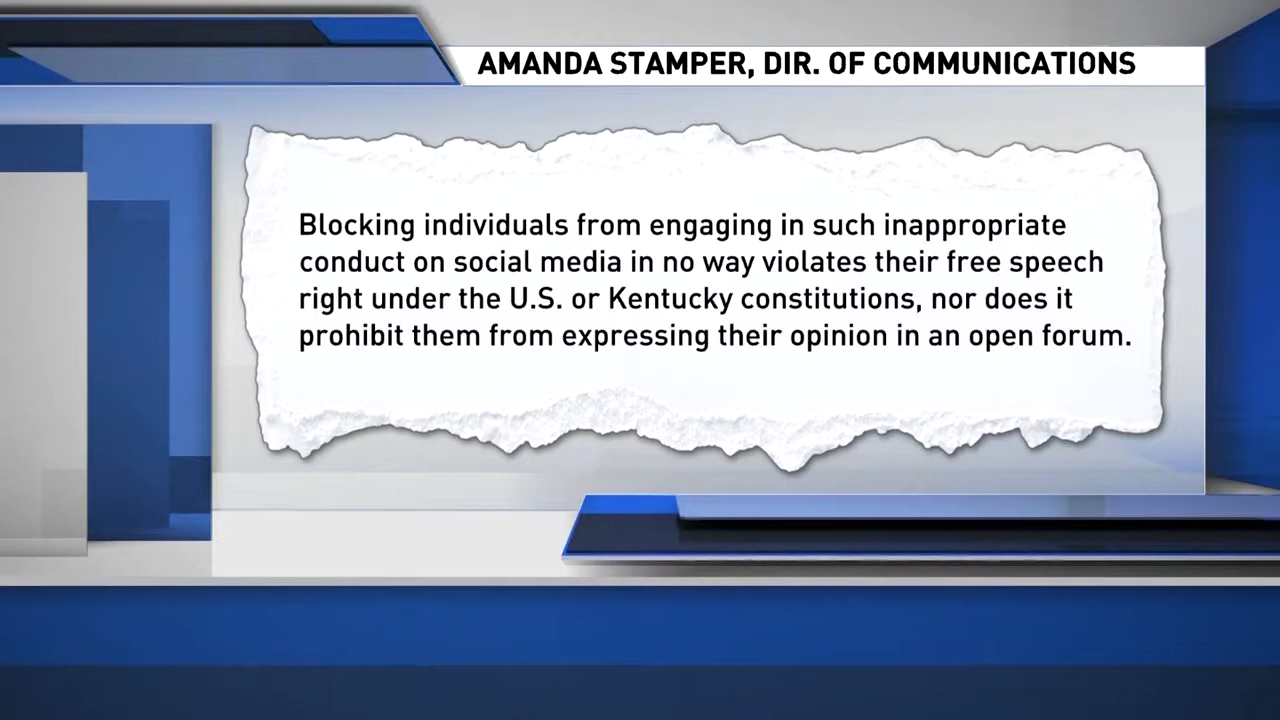 AMANDA STAMPER, DIR. OF COMMUNICATIONS
Blocking individuals from engaging in such inappropriate
conduct on social media in no way violates their free speech
right under the U.S. or Kentucky constitutions, nor does it
prohibit them from expressing their opinion in an open forum.